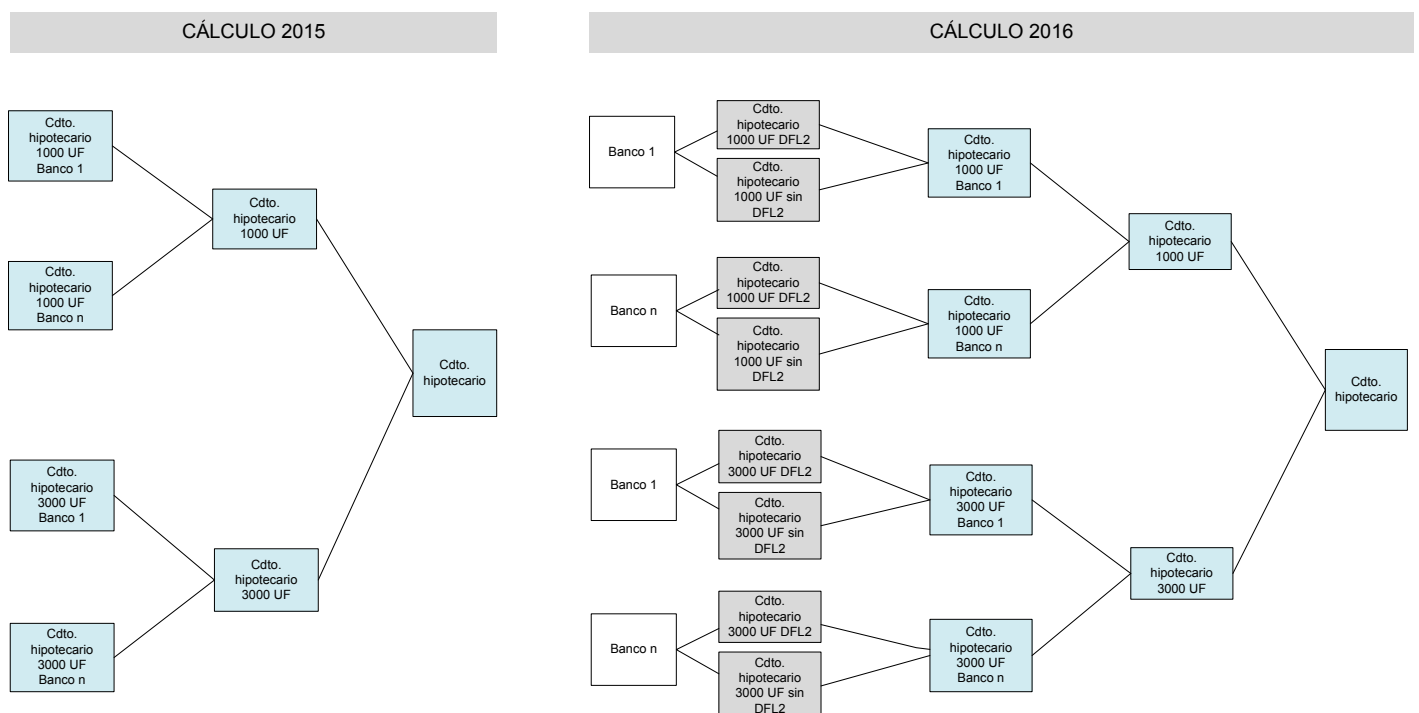 CÁLCULO 2015
Cdto.
hipotecario
1000 UF
Banco 1
Cdto.
hipotecario
1000 UF
Cdto.
hipotecario
1000 UF
Banco n
Cdto.
hipotecario
Cdto.
hipotecario
3000 UF
Banco 1
Cdto.
hipotecario
3000 UF
Cdto.
hipotecario
3000 UF
Banco n
CÁLCULO 2016
Banco 1
Cdto.
hipotecario
1000 UF DFL2
Cdto.
hipotecario
1000 UF sin
DFL2
Cdto.
hipotecario
1000 UF
Banco 1
Banco n
Cdto.
hipotecario
1000 UF DFL2
Cdto.
hipotecario
1000 UF sin
DFL2
Cdto.
hipotecario
1000 UF
Banco n
Cdto.
hipotecario
1000 UF
Cdto.
hipotecario
Banco 1
Cdto.
hipotecario
3000 UF DFL2
Cdto.
hipotecario
3000 UF sin
DFL2
Cdto.
hipotecario
3000 UF
Banco 1
Cdto.
hipotecario
3000 UF
Banco n
Cdto.
hipotecario
3000 UF DFL2
Cdto.
hipotecario
3000 UF sin
DFL2
Cdto.
hipotecario
3000 UF
Banco n